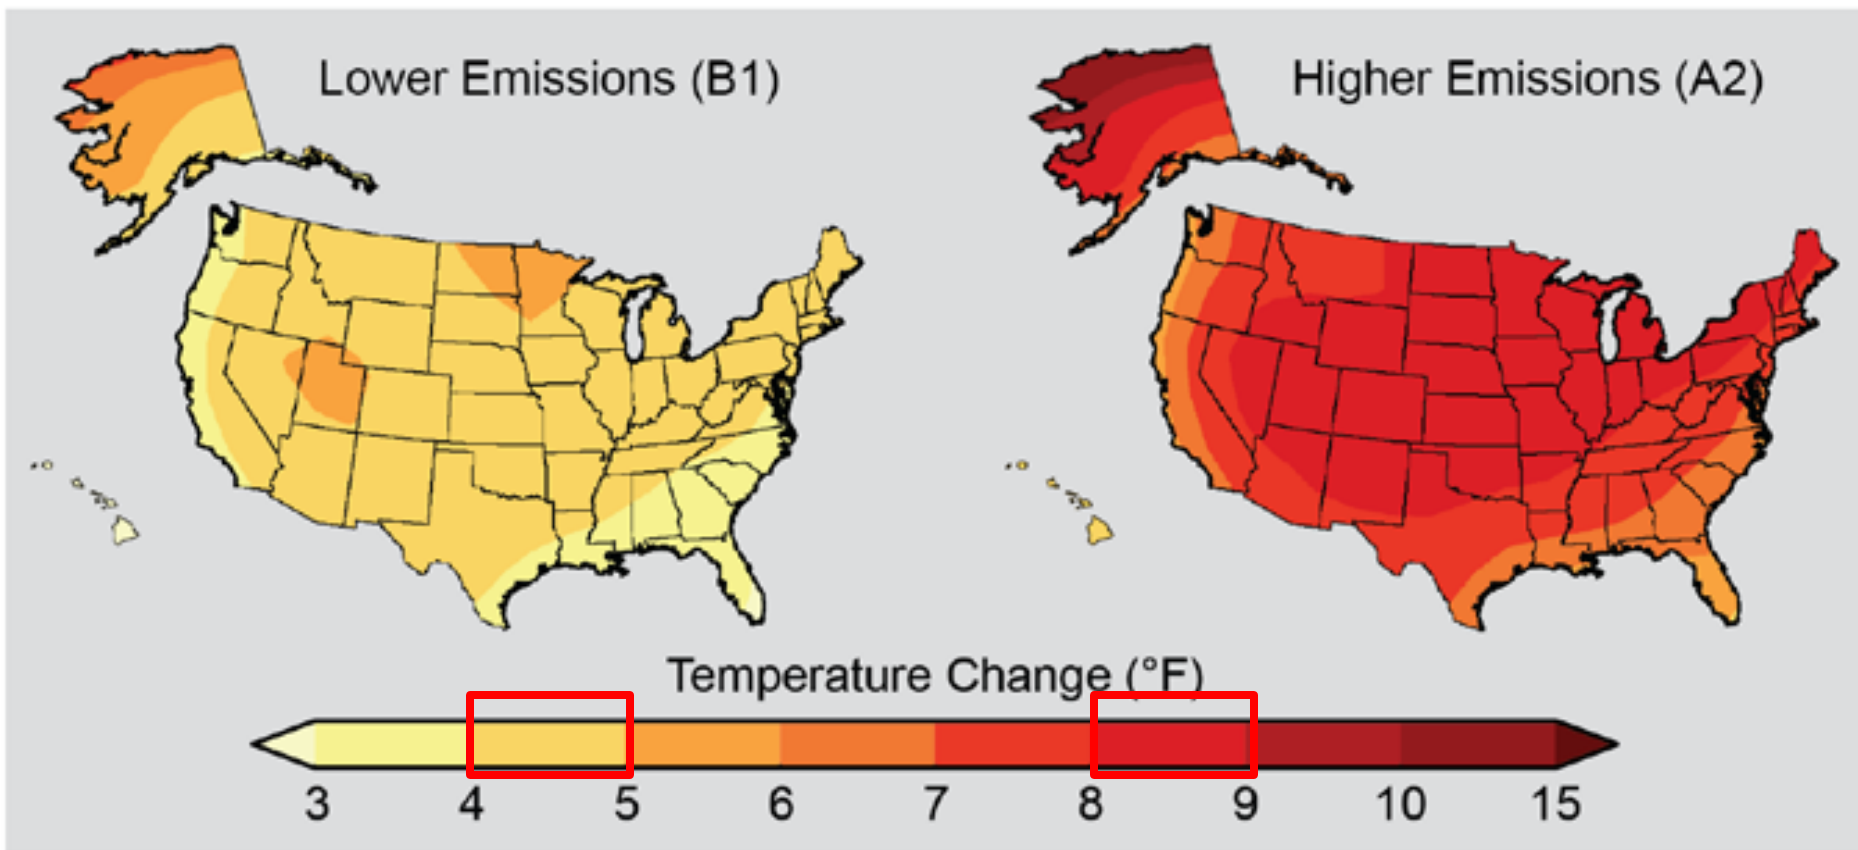 Lower Emissions (B1)
Higher Emissions (A2)
Temperature Change (°F)
3 4 5 6 7 8 9 10 15